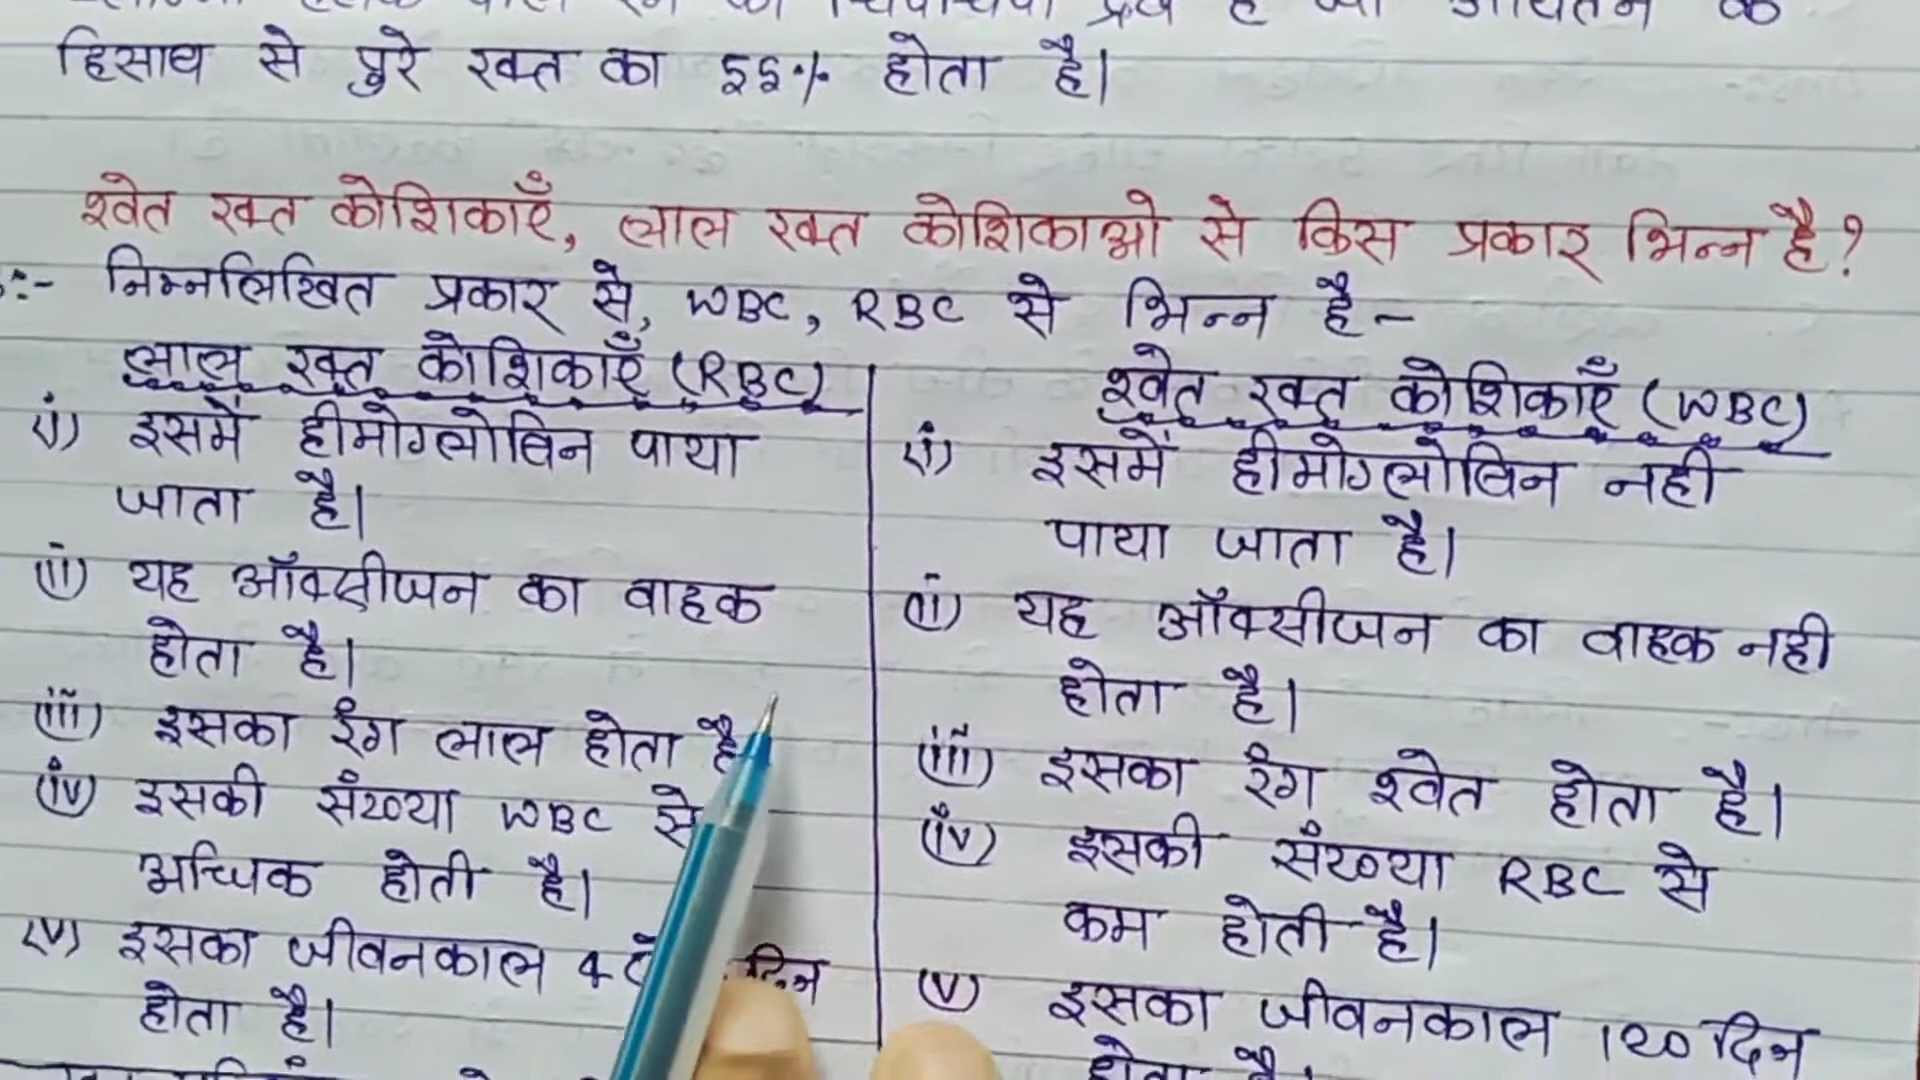 हिसाब से पुरे रक्त का 55% होता है।
श्वेत रक्त कोशिकाएँ, लाल रक्त कोशिकाओ से किस प्रकार भिन्न है?
:- निम्नलिखित प्रकार से, WBC, RBC से भिन्न है -
लाल रक्त कोशिकाएँ (RBC)
(i) इसमें हीमोग्लोबिन पाया
जाता है।
(ii) यह ऑक्सीजन का वाहक
होता है।
(iii) इसका रंग लाल होता है
(iv) इसकी संख्या WBC से
अधिक होती है।
(v) इसका जीवनकाल दिन
होता है।
श्वेत रक्त कोशिकाएँ (WBC)
(i) इसमें हीमोग्लोबिन नही
पाया जाता है।
(ii) यह ऑक्सीजन का वाहक नही
होता है।
(iii) इसका रंग श्वेत होता है।
(iv) इसकी संख्या RBC से
कम होती है।
(v) इसका जीवनकाल 120 दिन
होता है।